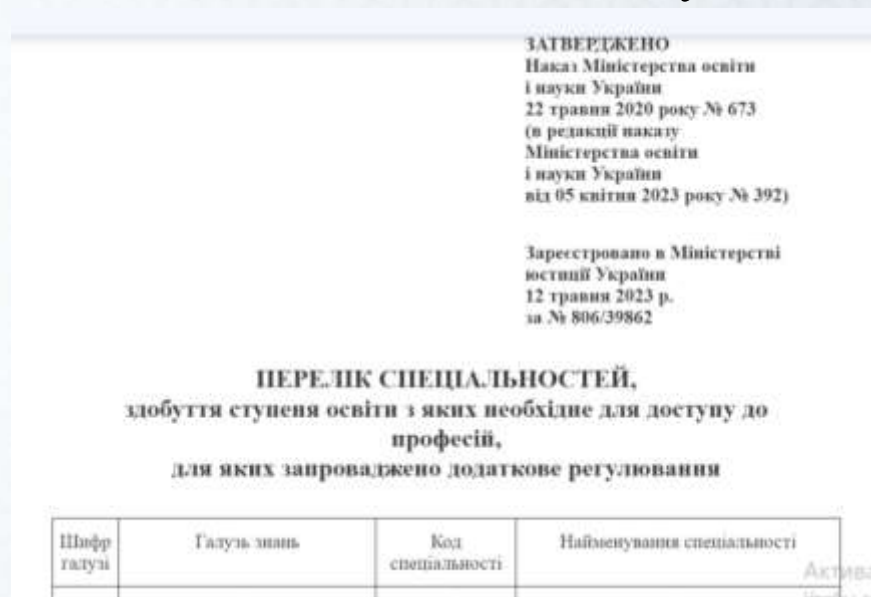 ЗАТВЕРДЖЕНО
Наказ Міністерства освіти
і науки України
22 травня 2020 року № 673
(в редакції наказу
Міністерства освіти
і науки України
від 05 квітня 2023 року № 392)
Зареєстровано в Міністерстві
юстиції України
12 травня 2023 р.
за № 806/39862
ПЕРЕЛІК СПЕЦІАЛЬНОСТЕЙ,
здобуття ступеня освіти з яких необхідне для доступу до
професій,
для яких запроваджено додаткове регулювання
Шифр галузі
Галузь знань
Код спеціальності
Найменування спеціальності
Актива